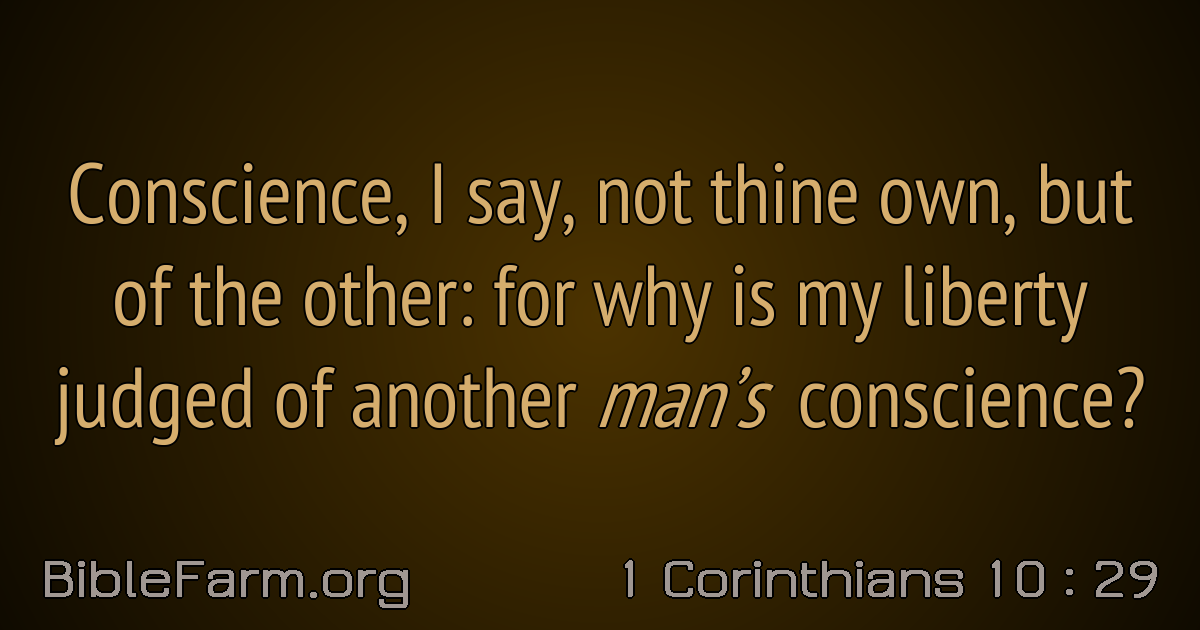 Conscience, I say, not thine own, but
of the other: for why is my liberty
judged of another man’s conscience?
BibleFarm.org
1 Corinthians 10 : 29